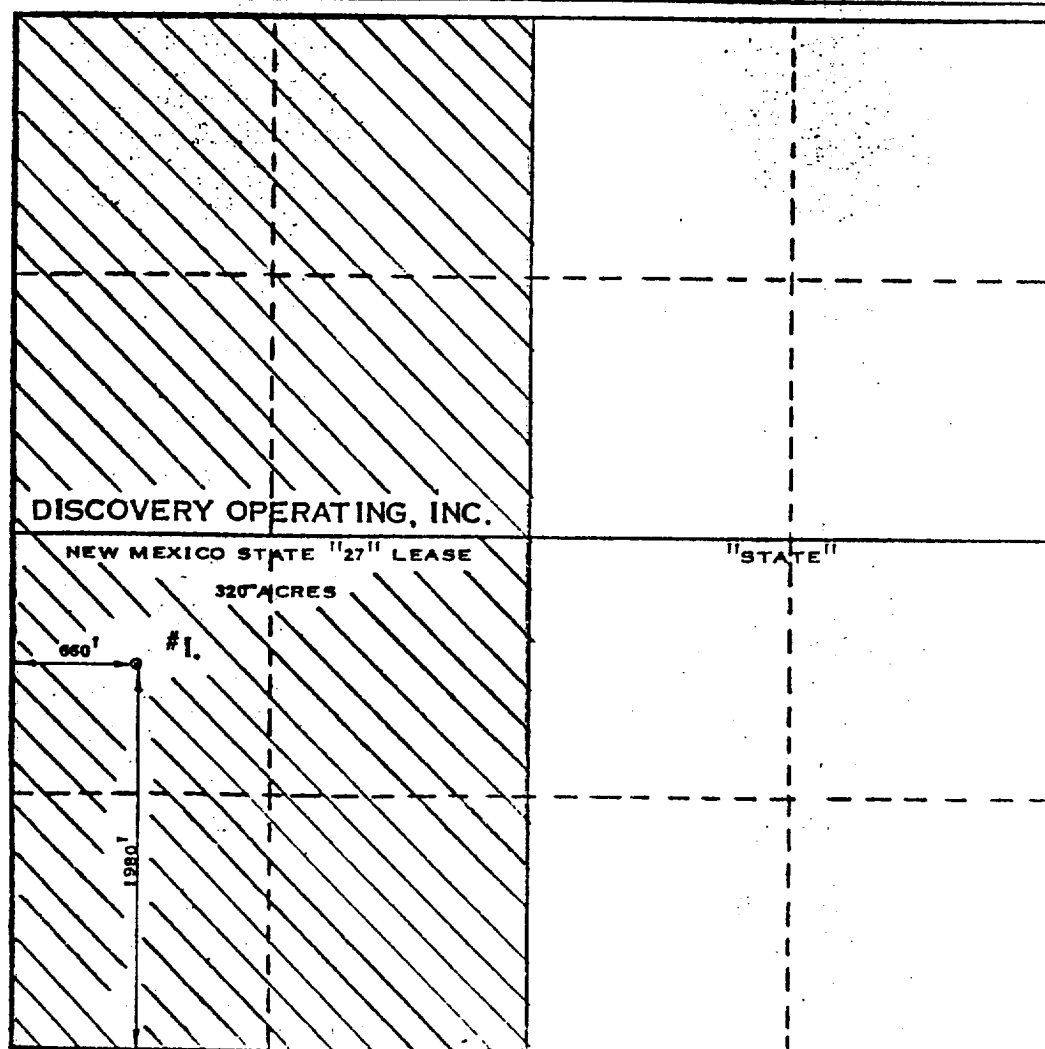 DISCOVERY OPERATING, INC.
NEW MEXICO STATE "27" LEASE
"STATE"
320 ACRES
660'
#1.
1980'